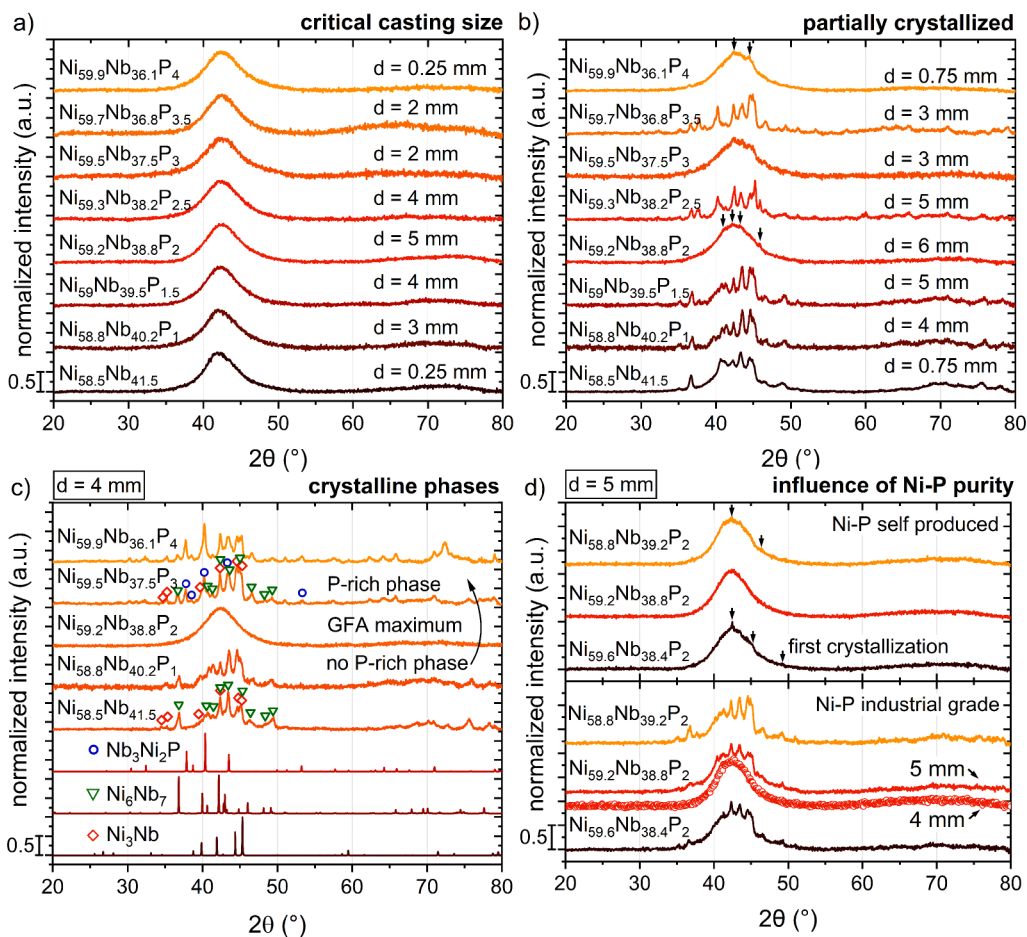 a) critical casting size
normalized intensity (a.u.)
Ni59.9Nb36.1P4 d = 0.25 mm
Ni59.7Nb36.8P3.5 d = 2 mm
Ni59.5Nb37.5P3 d = 2 mm
Ni59.3Nb38.2P2.5 d = 4 mm
Ni59.2Nb38.8P2 d = 5 mm
Ni59Nb39.5P1.5 d = 4 mm
Ni58.8Nb40.2P1 d = 3 mm
Ni58.5Nb41.5 d = 0.25 mm
0.5
20 30 40 50 60 70 80
2θ (°)
b) partially crystallized
normalized intensity (a.u.)
Ni59.9Nb36.1P4 d = 0.75 mm
Ni59.7Nb36.8P3.5 d = 3 mm
Ni59.5Nb37.5P3 d = 3 mm
Ni59.3Nb38.2P2.5 d = 5 mm
Ni59.2Nb38.8P2 d = 6 mm
Ni59Nb39.5P1.5 d = 5 mm
Ni58.8Nb40.2P1 d = 4 mm
Ni58.5Nb41.5 d = 0.75 mm
0.5
20 30 40 50 60 70 80
2θ (°)
c) d = 4 mm crystalline phases
normalized intensity (a.u.)
Ni59.9Nb36.1P4
Ni59.5Nb37.5P3 P-rich phase
Ni59.2Nb38.8P2 GFA maximum
Ni58.8Nb40.2P1 no P-rich phase
Ni58.5Nb41.5
Nb3Ni2P
Ni6Nb7
Ni3Nb
0.5
20 30 40 50 60 70 80
2θ (°)
d) d = 5 mm influence of Ni-P purity
normalized intensity (a.u.)
Ni-P self produced
Ni58.8Nb39.2P2
Ni59.2Nb38.8P2
Ni59.6Nb38.4P2 first crystallization
Ni-P industrial grade
Ni58.8Nb39.2P2
Ni59.2Nb38.8P2 5 mm
4 mm
Ni59.6Nb38.4P2
0.5
20 30 40 50 60 70 80
2θ (°)